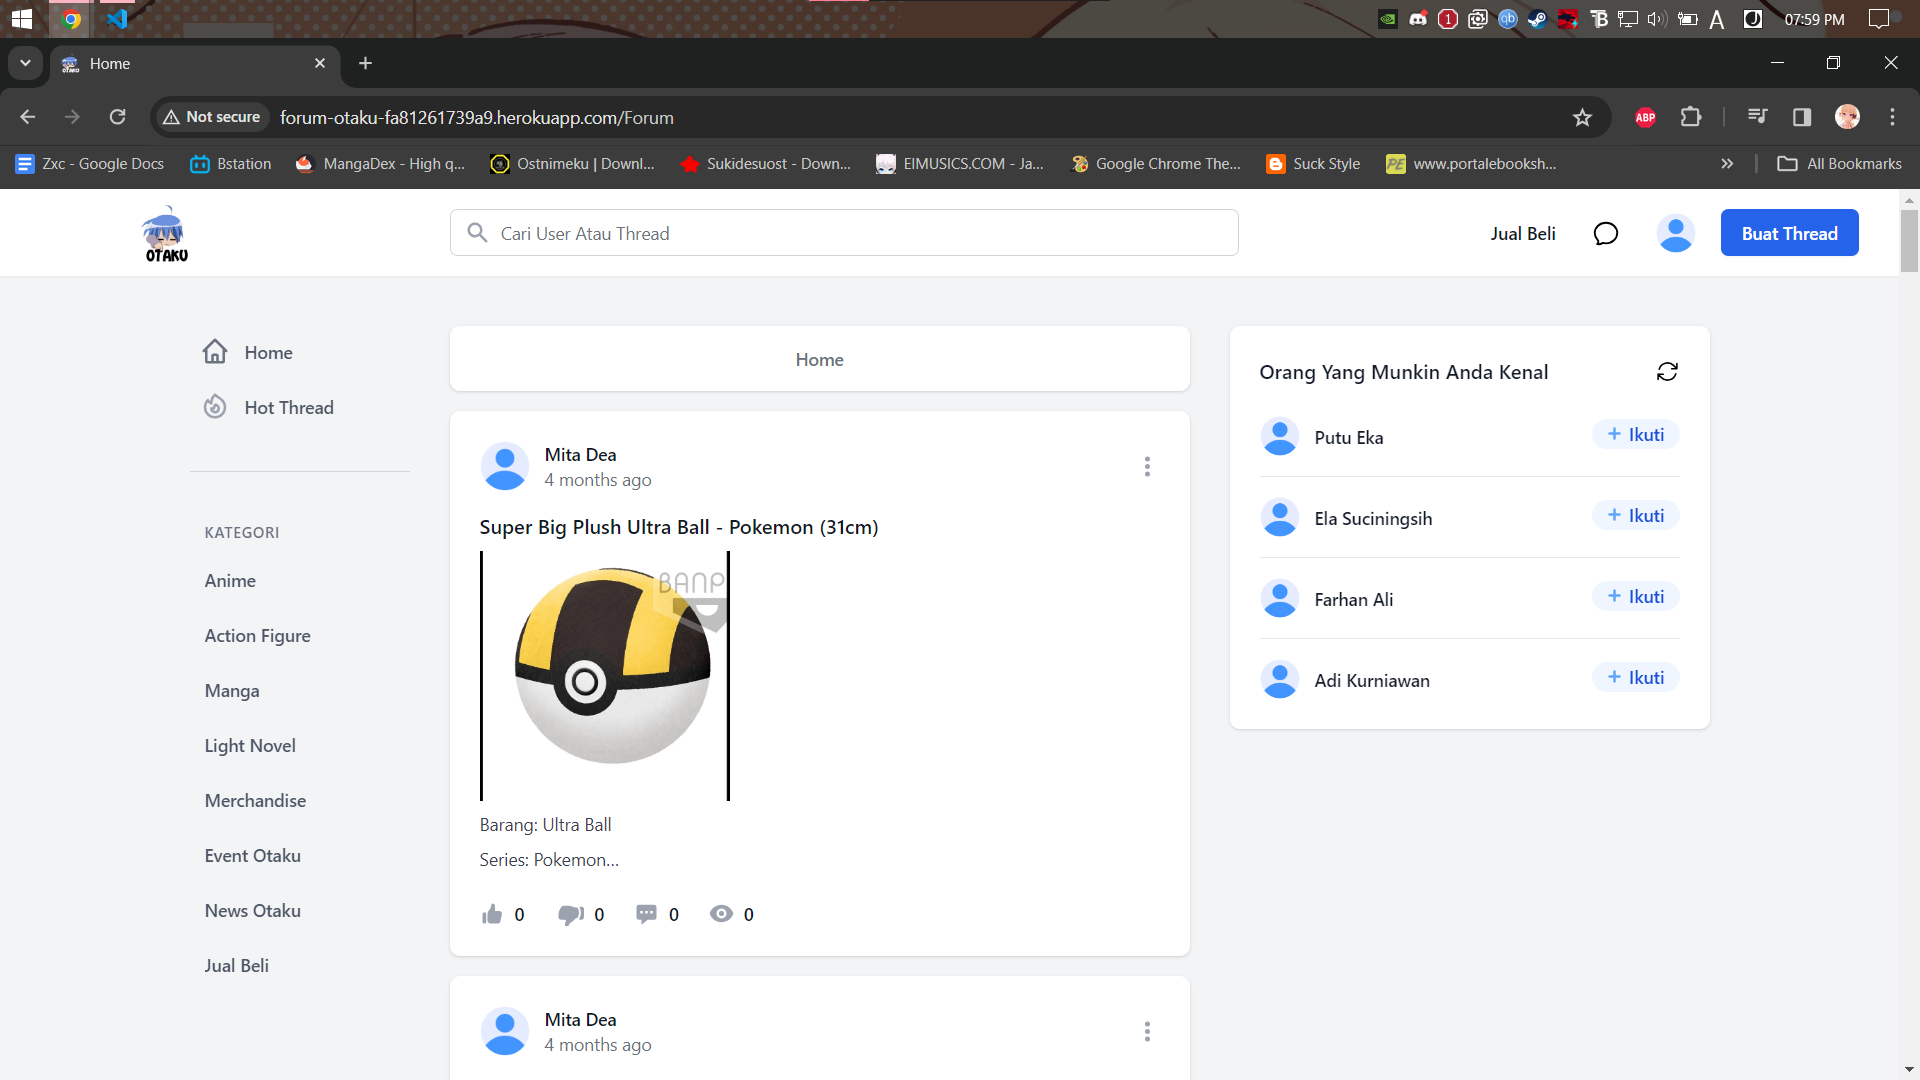 1
qb
A
07:59 PM
Home
Not secure
forum-otaku-fa81261739a9.herokuapp.com/Forum
ABP
Zxc - Google Docs
Bstation
MangaDex - High q...
Ostnimeku | Downl...
Sukidesuost - Down...
EIMUSICS.COM - Ja...
Google Chrome The...
Suck Style
PE
www.portalebooksh...
All Bookmarks
OTAKU
Cari User Atau Thread
Jual Beli
Buat Thread
Home
Hot Thread
KATEGORI
Anime
Action Figure
Manga
Light Novel
Merchandise
Event Otaku
News Otaku
Jual Beli
Home
Mita Dea
4 months ago
Super Big Plush Ultra Ball - Pokemon (31cm)
BANP
Barang: Ultra Ball
Series: Pokemon...
0
0
0
0
Mita Dea
4 months ago
Orang Yang Munkin Anda Kenal
Putu Eka
+ Ikuti
Ela Suciningsih
+ Ikuti
Farhan Ali
+ Ikuti
Adi Kurniawan
+ Ikuti